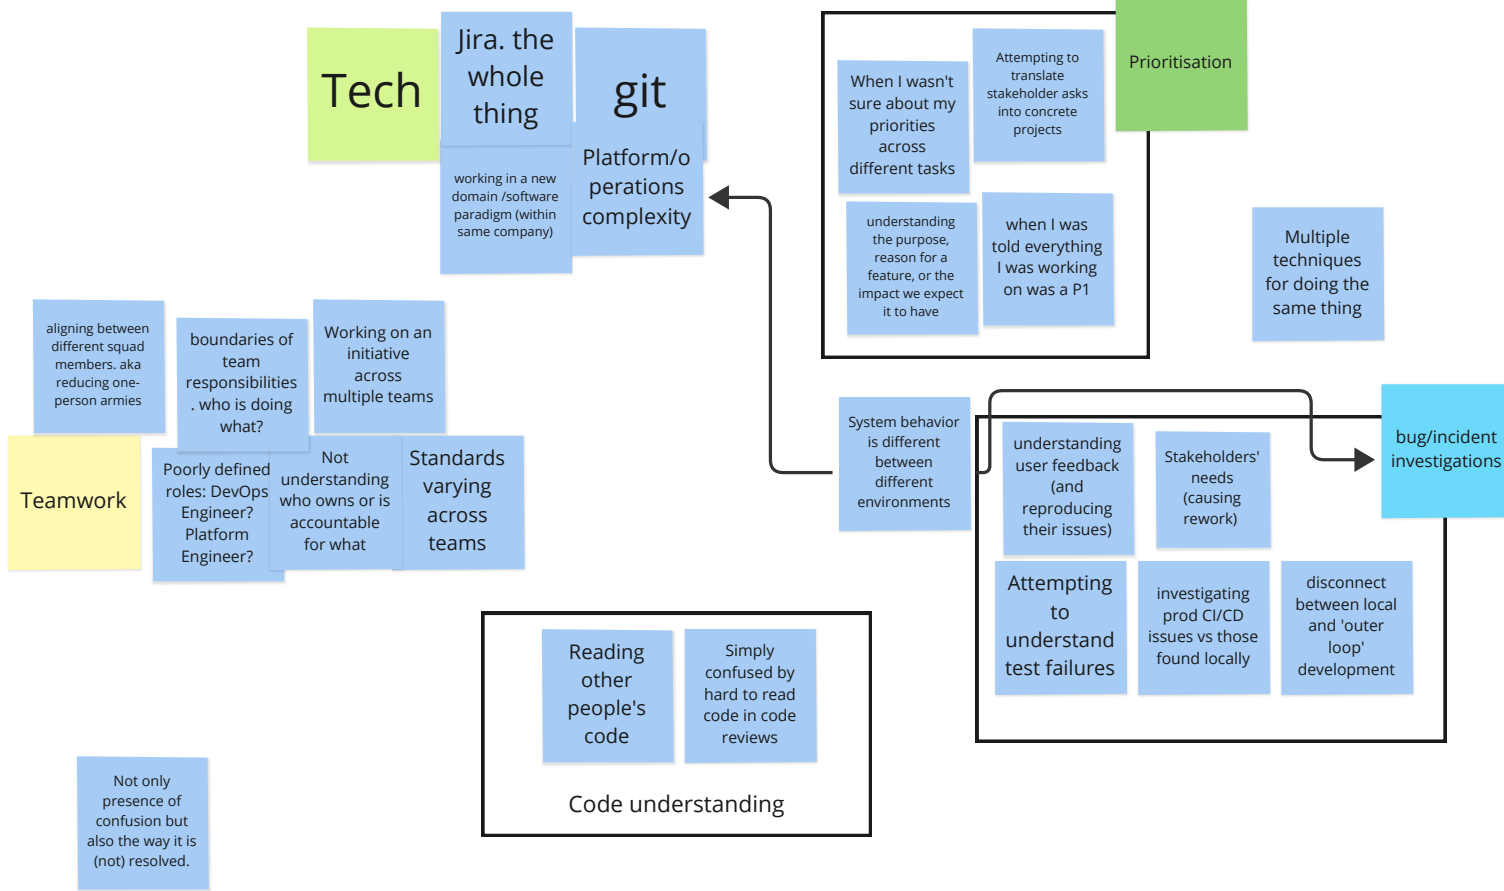 Tech
Jira. the
whole
thing
git
working in a new
domain /software
paradigm (within
same company)
Platform/o
perations
complexity
Prioritisation
When I wasn't
sure about my
priorities
across
different tasks
Attempting to
translate
stakeholder asks
into concrete
projects
understanding
the purpose,
reason for a
feature, or the
impact we expect
it to have
when I was
told everything
I was working
on was a P1
Multiple
techniques
for doing the
same thing
aligning between
different squad
members. aka
reducing one-
person armies
boundaries of
team
responsibilities
. who is doing
what?
Working on an
initiative
across
multiple teams
Teamwork
Poorly defined
roles: DevOps
Engineer?
Platform
Engineer?
Not
understanding
who owns or is
accountable
for what
Standards
varying
across
teams
System behavior
is different
between
different
environments
bug/incident
investigations
understanding
user feedback
(and
reproducing
their issues)
Stakeholders'
needs
(causing
rework)
Attempting
to
understand
test failures
investigating
prod CI/CD
issues vs those
found locally
disconnect
between local
and 'outer
loop'
development
Reading
other
people's
code
Simply
confused by
hard to read
code in code
reviews
Code understanding
Not only
presence of
confusion but
also the way it is
(not) resolved.